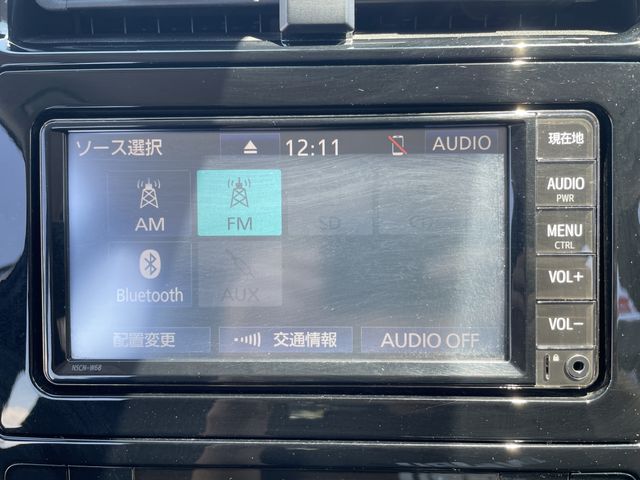 ソース選択 12:11 AUDIO
AM FM SD
Bluetooth AUX
配置変更 交通情報 AUDIO OFF
NSCN-W68
現在地
AUDIO
PWR
MENU
CTRL
VOL+
VOL-